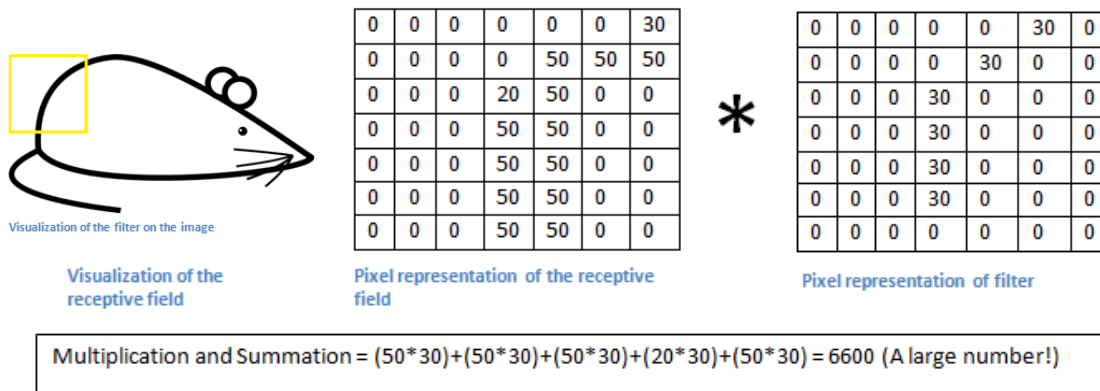 0 0 0 0 0 0 30
0 0 0 0 50 50 50
0 0 0 20 50 0 0
0 0 0 50 50 0 0
0 0 0 50 50 0 0
0 0 0 50 50 0 0
0 0 0 50 50 0 0
*
0 0 0 0 0 30 0
0 0 0 0 30 0 0
0 0 0 30 0 0 0
0 0 0 30 0 0 0
0 0 0 30 0 0 0
0 0 0 30 0 0 0
0 0 0 0 0 0 0
Visualization of the filter on the image
Visualization of the
receptive field
Pixel representation of the receptive
field
Pixel representation of filter
Multiplication and Summation = (50*30)+(50*30)+(50*30)+(20*30)+(50*30) = 6600 (A large number!)